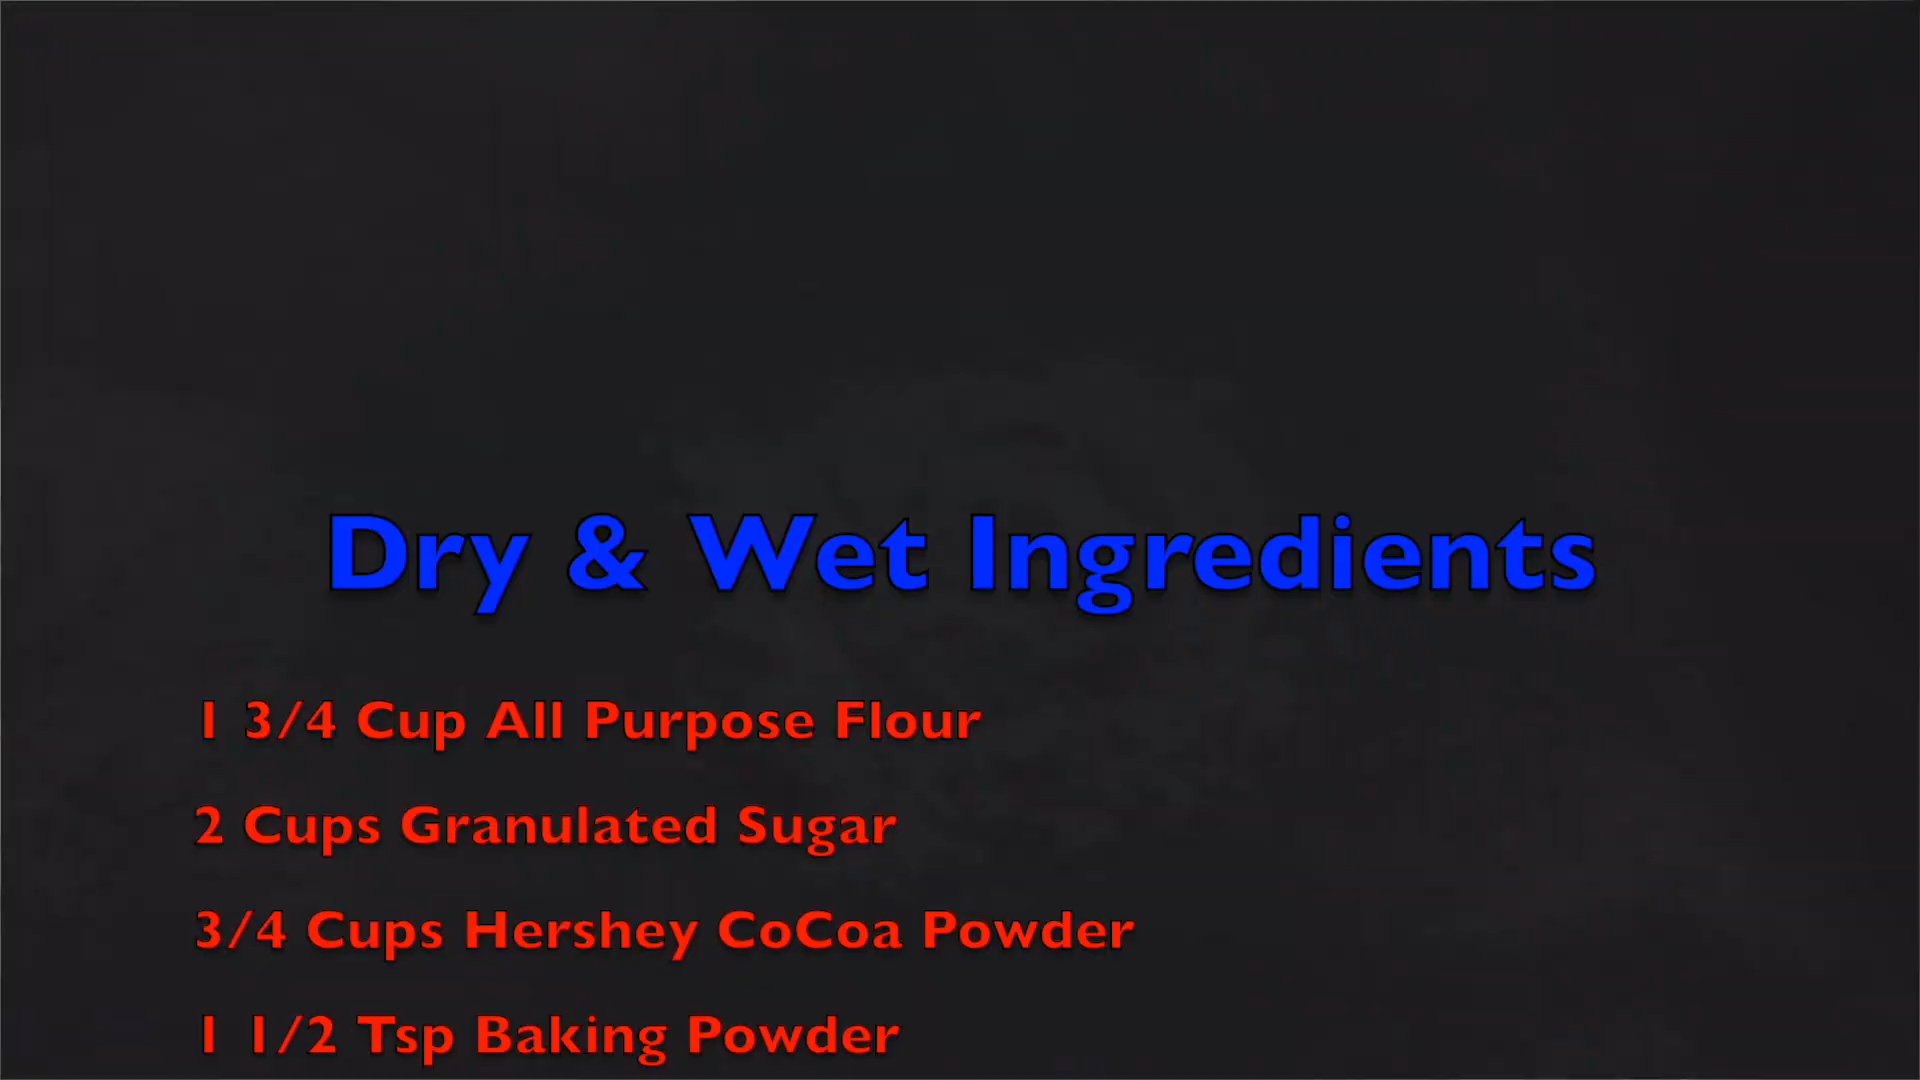 Dry & Wet Ingredients
1 3/4 Cup All Purpose Flour
2 Cups Granulated Sugar
3/4 Cups Hershey CoCoa Powder
1 1/2 Tsp Baking Powder